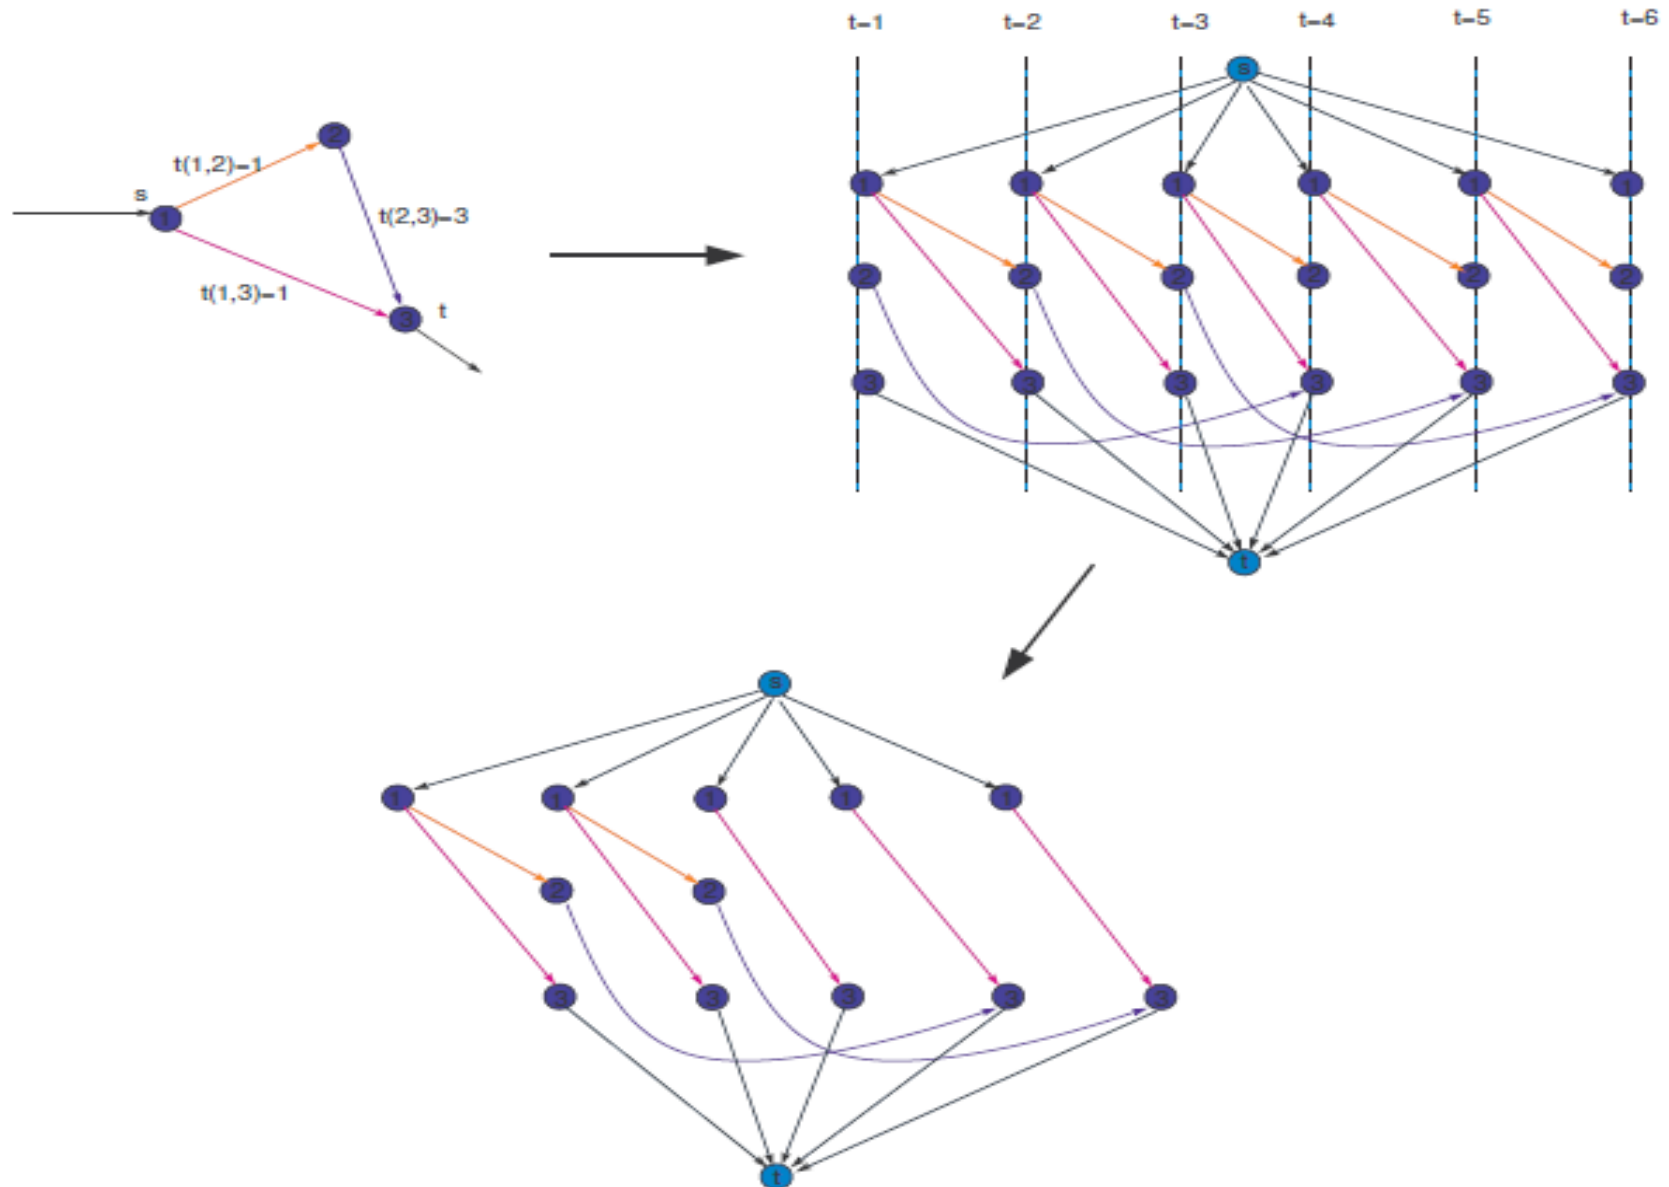 t−1 t−2 t−3 t−4 t−5 t−6
s
2
t(1,2)−1
s
1 1 1 1 1 1 1
t(2,3)−3
2 2 2 2 2 2
t(1,3)−1
3 t
3 3 3 3 3 3
t
s
1 1 1 1 1
2 2
3 3 3 3 3
t